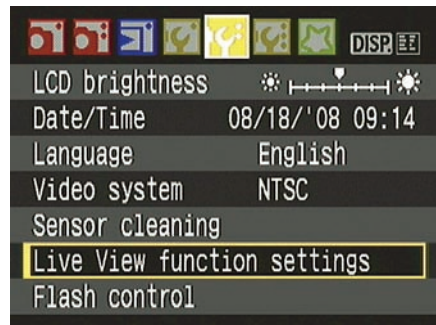 DISP.
LCD brightness
Date/Time 08/18/'08 09:14
Language English
Video system NTSC
Sensor cleaning
Live View function settings
Flash control